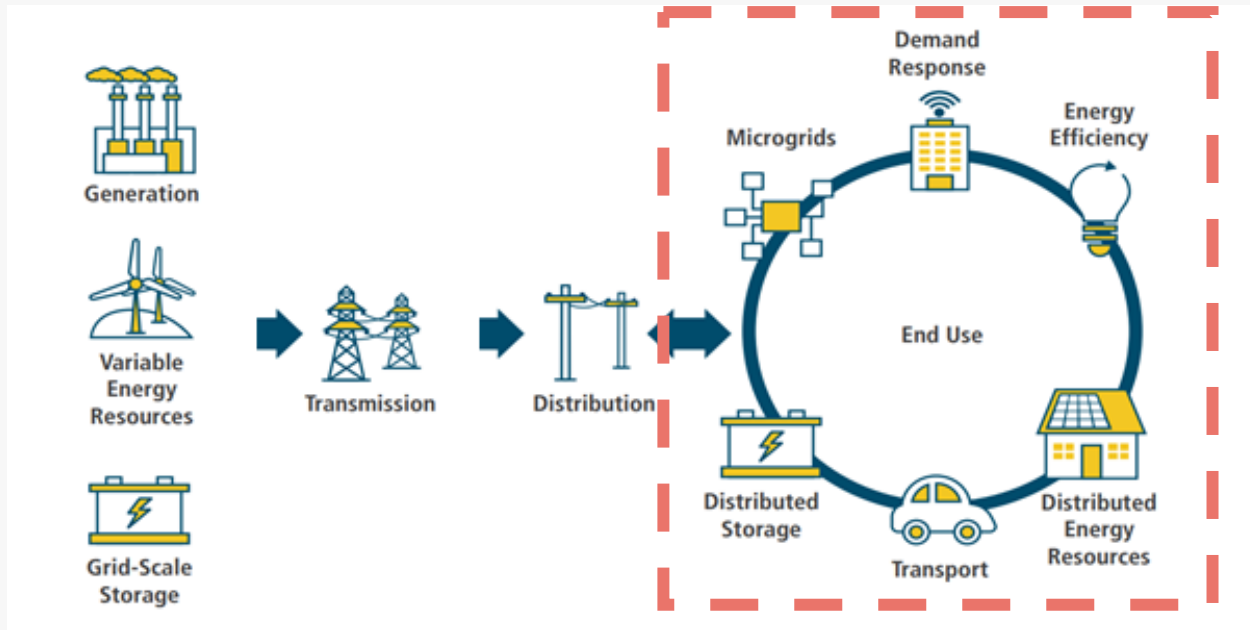 Generation
Variable
Energy
Resources
Grid-Scale
Storage
Transmission
Distribution
Demand
Response
Microgrids
Energy
Efficiency
End Use
Distributed
Storage
Transport
Distributed
Energy
Resources